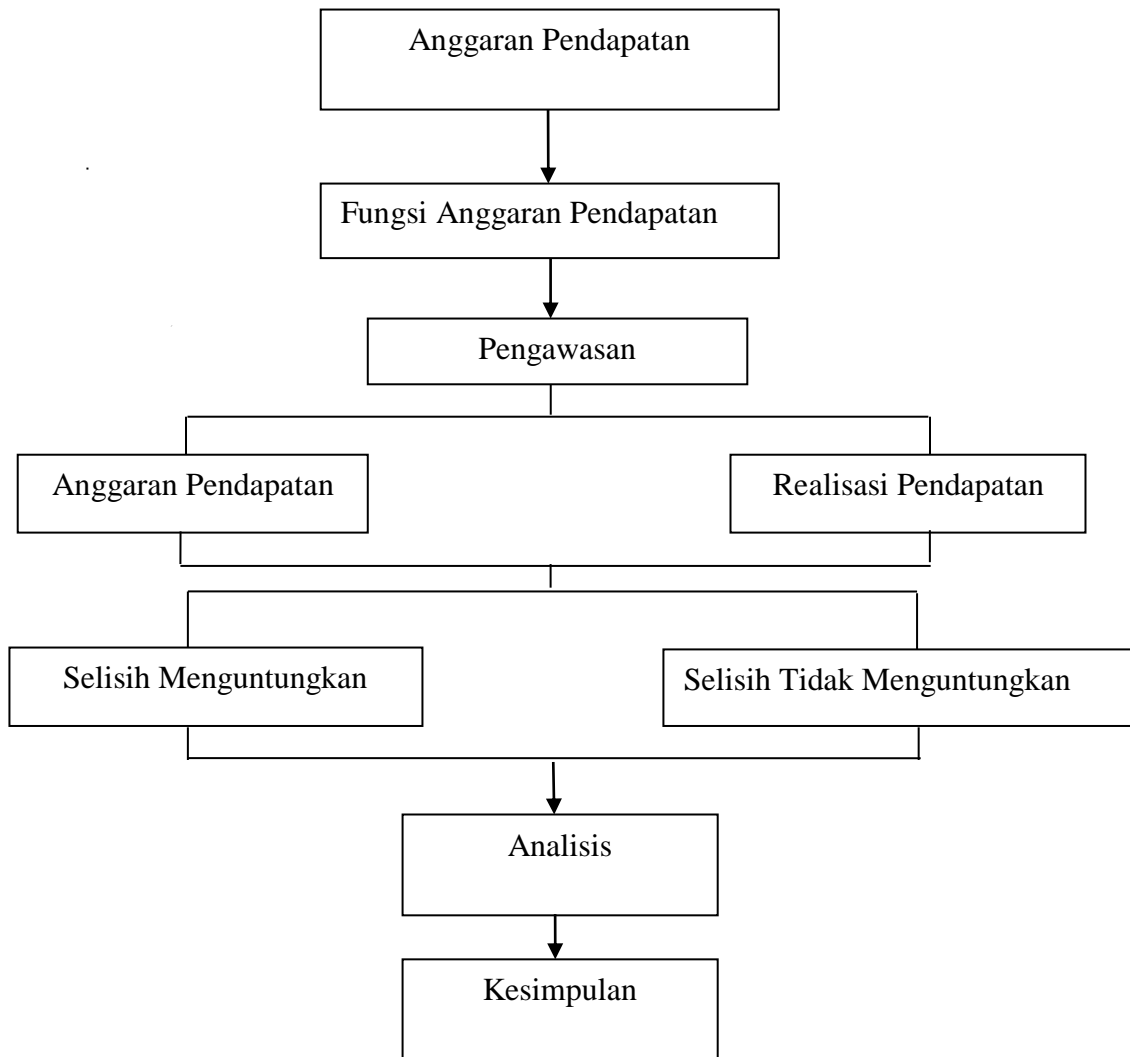 Anggaran Pendapatan
Fungsi Anggaran Pendapatan
Pengawasan
Anggaran Pendapatan
Realisasi Pendapatan
Selisih Menguntungkan
Selisih Tidak Menguntungkan
Analisis
Kesimpulan